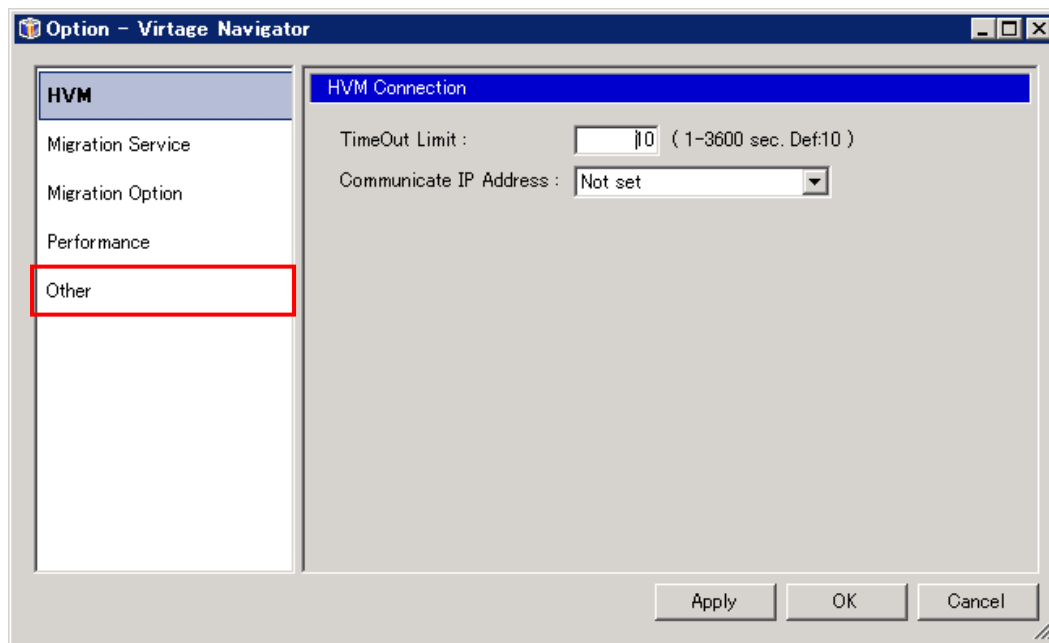 Option - Virtage Navigator
HVM
Migration Service
Migration Option
Performance
Other
HVM Connection
TimeOut Limit : 10 ( 1-3600 sec. Def:10 )
Communicate IP Address : Not set
Apply OK Cancel